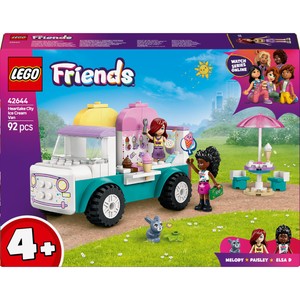 LEGO
Friends
WATCH
SERIES
ONLINE
42644
Heartlake City
Ice Cream
Van
92 pcs
4+
MELODY • PAISLEY • ELSA B